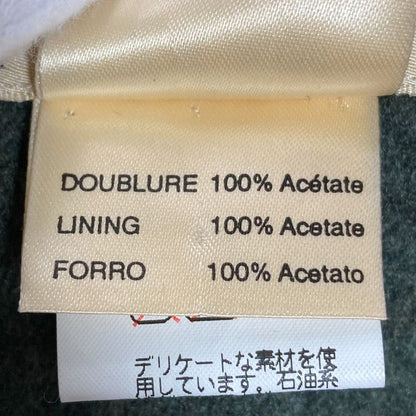 DOUBLURE 100% Acétate
LINING 100% Acetate
FORRO 100% Acetato
デリケートな素材を使
用しています。石油系